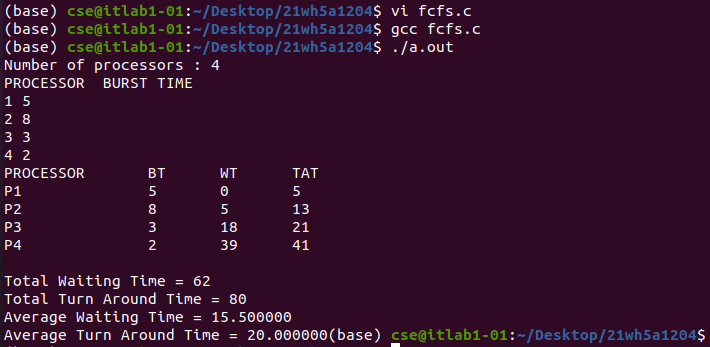 (base) cse@itlab1-01:~/Desktop/21wh5a1204$ vi fcfs.c
(base) cse@itlab1-01:~/Desktop/21wh5a1204$ gcc fcfs.c
(base) cse@itlab1-01:~/Desktop/21wh5a1204$ ./a.out
Number of processors : 4
PROCESSOR  BURST TIME
1 5
2 8
3 3
4 2
PROCESSOR       BT      WT      TAT
P1              5       0       5
P2              8       5       13
P3              3       18      21
P4              2       39      41
Total Waiting Time = 62
Total Turn Around Time = 80
Average Waiting Time = 15.500000
Average Turn Around Time = 20.000000(base) cse@itlab1-01:~/Desktop/21wh5a1204$